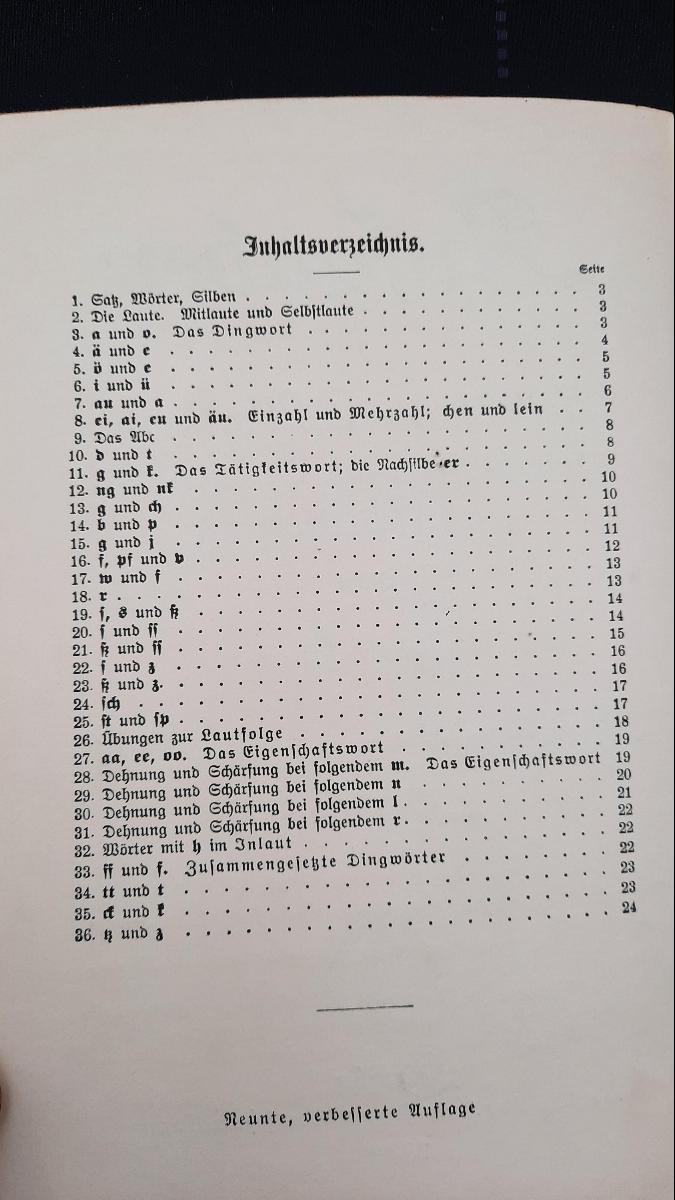 Inhaltsverzeichnis.
Seite
1. Satz, Wörter, Silben . . . . . . . . . . . . 3
2. Die Laute. Mitlaute und Selbſtlaute . . . . . . . . . 3
3. a und o. Das Dingwort . . . . . . . . . . 3
4. ä und e . . . . . . . . . . . . . . 4
5. ö und e . . . . . . . . . . . . . . 5
6. i und ü . . . . . . . . . . . . . . 5
7. au und a . . . . . . . . . . . . . . 6
8. ei, ai, eu und äu. Einzahl und Mehrzahl; chen und lein . . 7
9. Das Abc . . . . . . . . . . . . . . 8
10. d und t . . . . . . . . . . . . . . 8
11. g und k. Das Tätigkeitswort; die Nachſilbe er . . . . . . 9
12. ng und nk . . . . . . . . . . . . . . 10
13. g und ch . . . . . . . . . . . . . . 10
14. b und p . . . . . . . . . . . . . . 11
15. g und j . . . . . . . . . . . . . . 11
16. f, pf und v . . . . . . . . . . . . . . 12
17. w und f . . . . . . . . . . . . . . 13
18. r . . . . . . . . . . . . . . . . 13
19. ſ, s und ß . . . . . . . . . . . . . . 14
20. ſ und ſſ . . . . . . . . . . . . . . 14
21. ß und ſſ . . . . . . . . . . . . . . 15
22. ſ und z . . . . . . . . . . . . . . 16
23. ß und z . . . . . . . . . . . . . . 16
24. ſch . . . . . . . . . . . . . . . 17
25. ſt und ſp . . . . . . . . . . . . . . 17
26. Übungen zur Lautfolge . . . . . . . . . . 18
27. aa, ee, oo. Das Eigenſchaftswort . . . . . . . 19
28. Dehnung und Schärfung bei folgendem m. Das Eigenſchaftswort 19
29. Dehnung und Schärfung bei folgendem n . . . . . . 20
30. Dehnung und Schärfung bei folgendem l . . . . . . 21
31. Dehnung und Schärfung bei folgendem r . . . . . . 22
32. Wörter mit h im Inlaut . . . . . . . . . . 22
33. ff und f. Zuſammengeſetzte Dingwörter . . . . . . 22
34. tt und t . . . . . . . . . . . . . . 23
35. ck und k . . . . . . . . . . . . . . 23
36. tz und z . . . . . . . . . . . . . . 24
Neunte, verbeſſerte Auflage